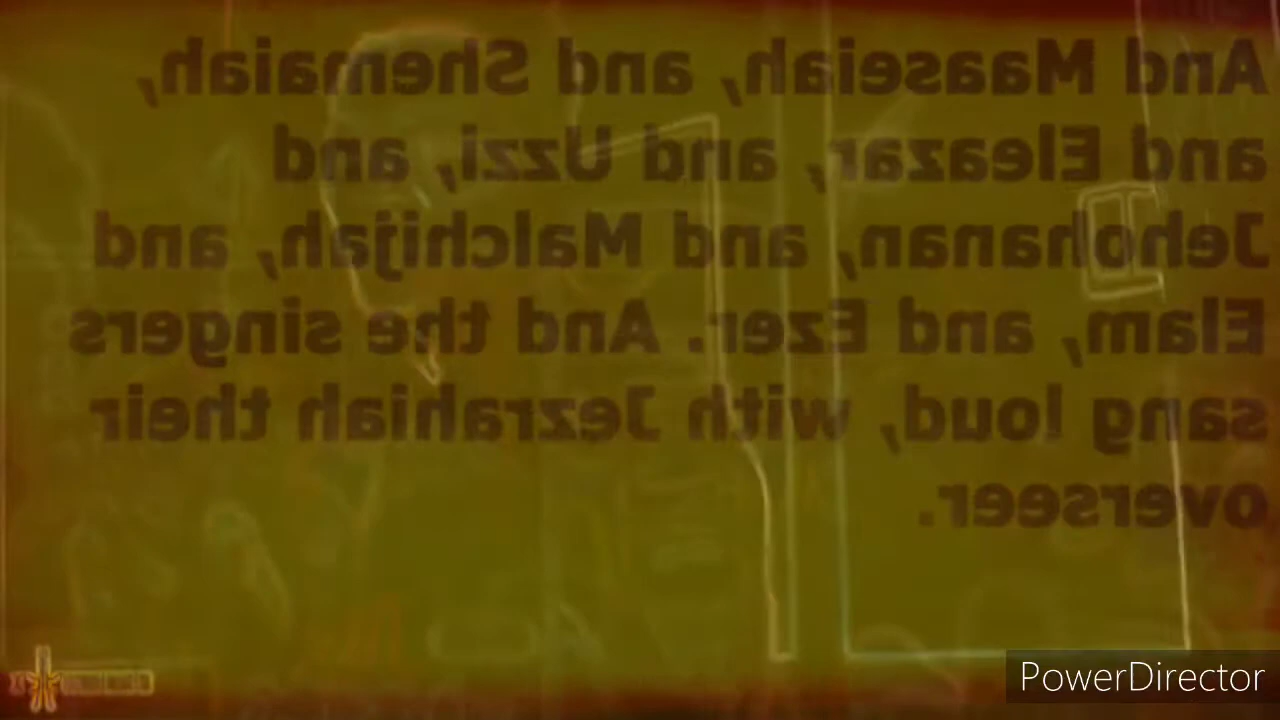 And Maaseiah, and Shemaiah,
and Eleazar, and Uzzi, and
Jehohanan, and Malchijah, and
Elam, and Ezer. And the singers
sang loud, with Jezrahiah their
overseer.
PowerDirector